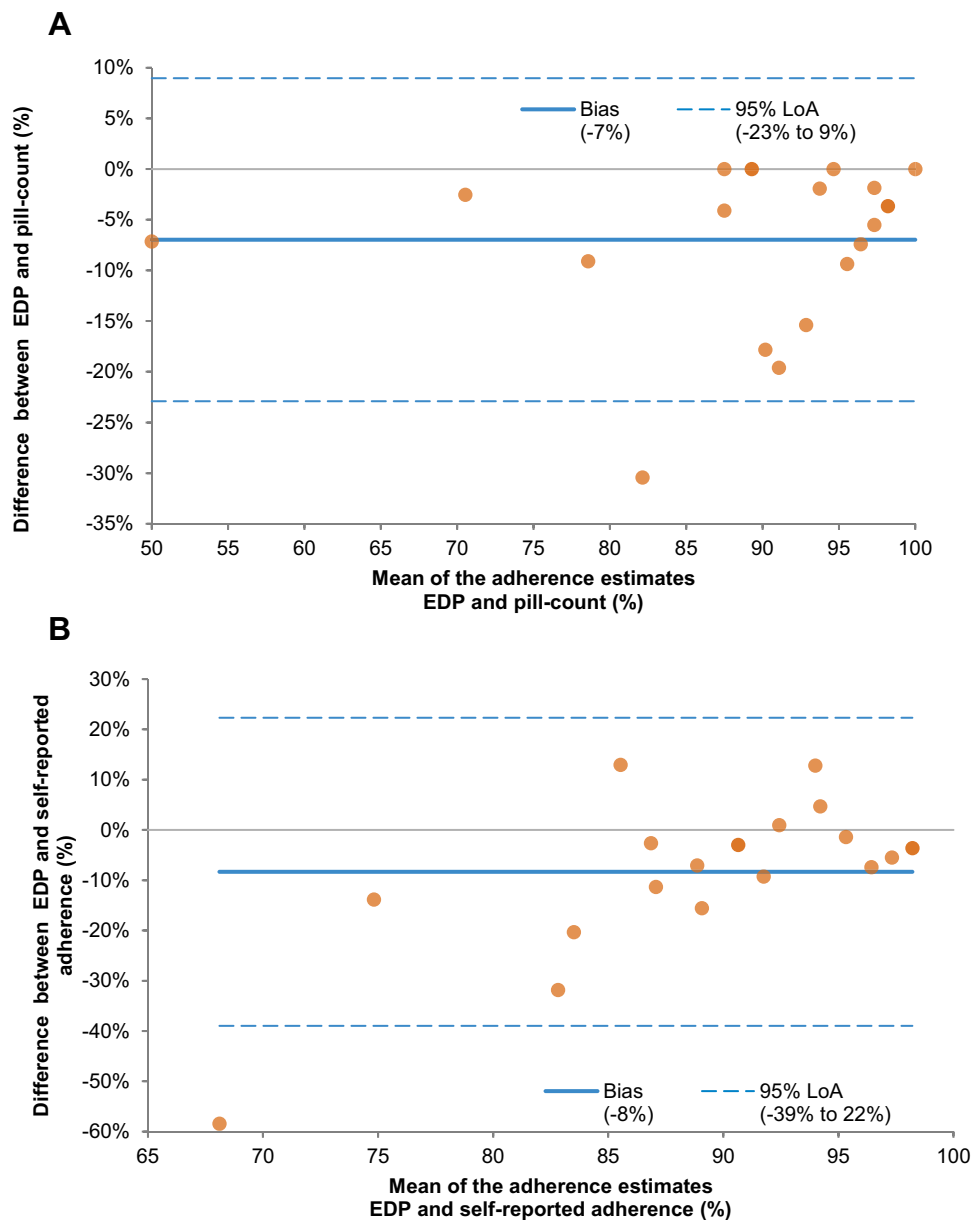 A
Difference between EDP and pill-count (%)
10%
5%
0%
-5%
-10%
-15%
-20%
-25%
-30%
-35%
Bias
(-7%)
95% LoA
(-23% to 9%)
50 55 60 65 70 75 80 85 90 95 100
Mean of the adherence estimates
EDP and pill-count (%)
B
Difference between EDP and self-reported
adherence (%)
30%
20%
10%
0%
-10%
-20%
-30%
-40%
-50%
-60%
Bias
(-8%)
95% LoA
(-39% to 22%)
65 70 75 80 85 90 95 100
Mean of the adherence estimates
EDP and self-reported adherence (%)